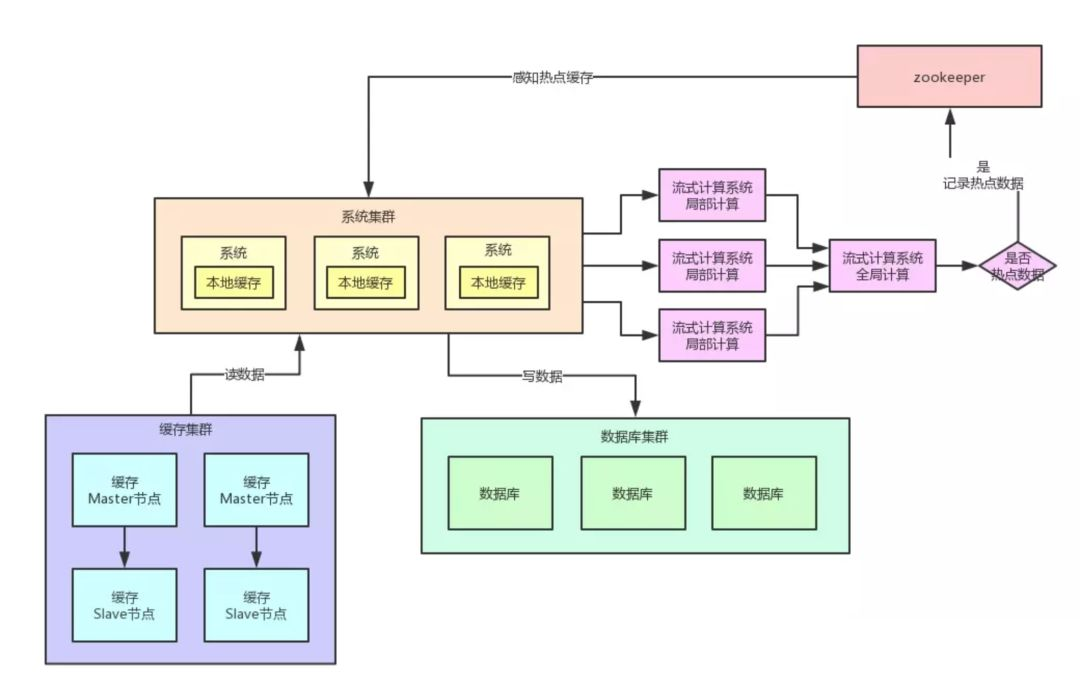 感知热点缓存
zookeeper
是
记录热点数据
系统集群
系统
本地缓存
系统
本地缓存
系统
本地缓存
流式计算系统
局部计算
流式计算系统
局部计算
流式计算系统
局部计算
流式计算系统
全局计算
是否
热点数据
读数据
写数据
缓存集群
缓存
Master节点
缓存
Master节点
缓存
Slave节点
缓存
Slave节点
数据库集群
数据库
数据库
数据库